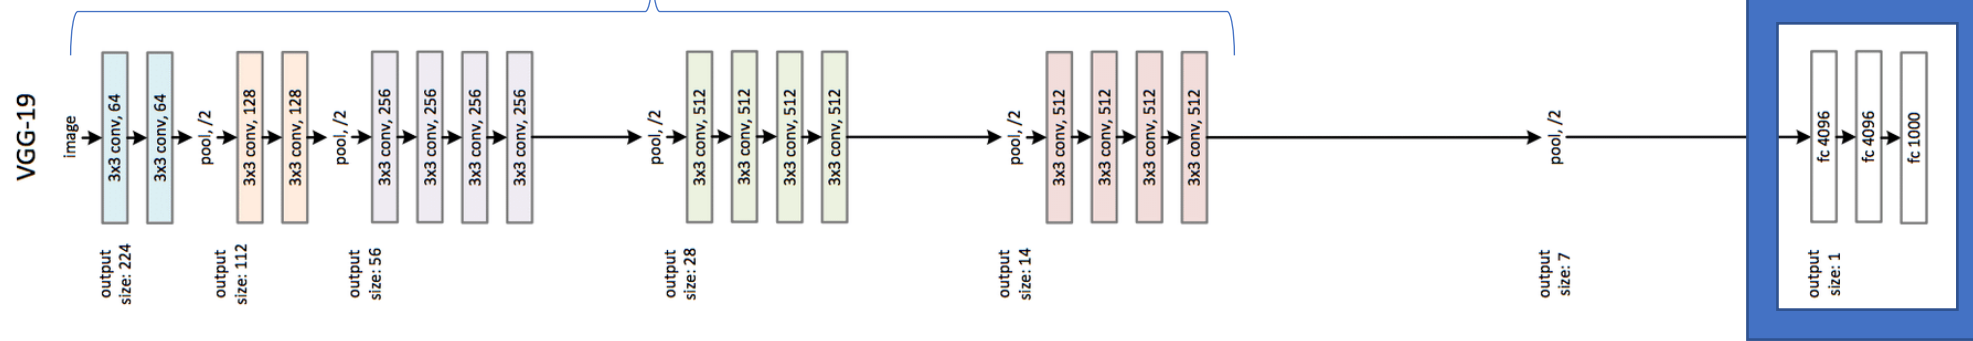 VGG-19
image
3x3 conv, 64
3x3 conv, 64
pool, /2
3x3 conv, 128
3x3 conv, 128
pool, /2
3x3 conv, 256
3x3 conv, 256
3x3 conv, 256
3x3 conv, 256
pool, /2
3x3 conv, 512
3x3 conv, 512
3x3 conv, 512
3x3 conv, 512
pool, /2
3x3 conv, 512
3x3 conv, 512
3x3 conv, 512
3x3 conv, 512
pool, /2
fc 4096
fc 4096
fc 1000
output
size: 224
output
size: 112
output
size: 56
output
size: 28
output
size: 14
output
size: 7
output
size: 1